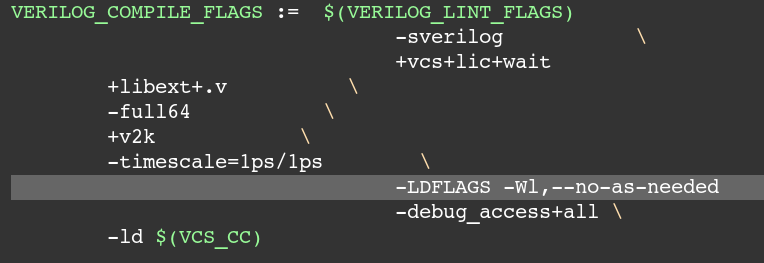 VERILOG_COMPILE_FLAGS := $(VERILOG_LINT_FLAGS)
-sverilog \
+vcs+lic+wait
+libext+.v \
-full64 \
+v2k \
-timescale=1ps/1ps \
-LDFLAGS -Wl,--no-as-needed
-debug_access+all \
-ld $(VCS_CC)